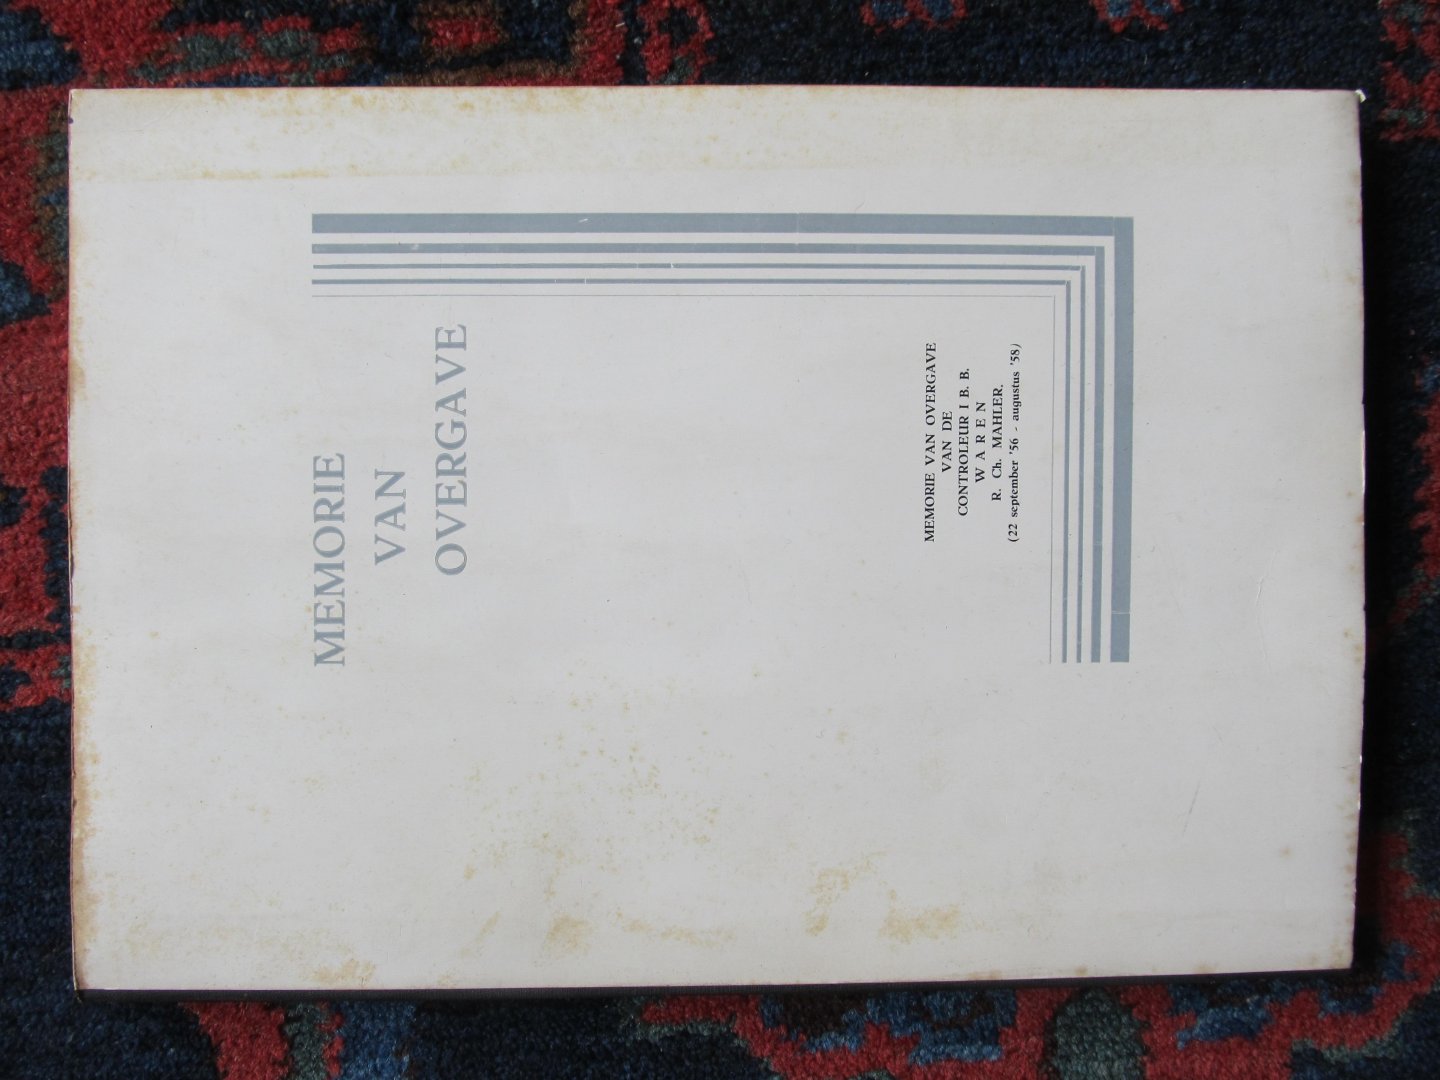 MEMORIE
VAN
OVERGAVE
MEMORIE VAN OVERGAVE
VAN DE
CONTROLEUR I B. B.
W A R E N
R. Ch. MAHLER.
(22 september '56 - augustus '58)